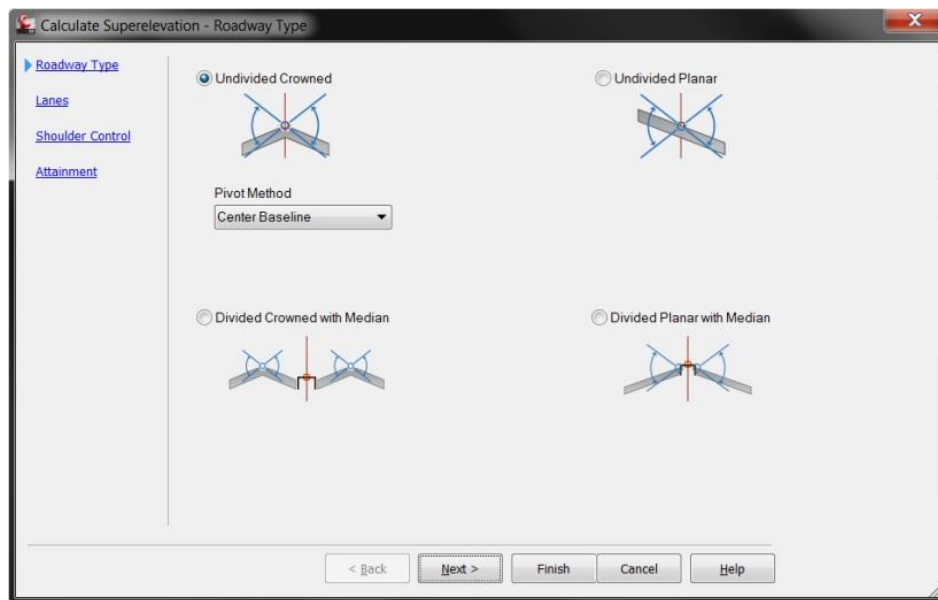 Calculate Superelevation - Roadway Type
Roadway Type
Lanes
Shoulder Control
Attainment
Undivided Crowned
Undivided Planar
Pivot Method
Center Baseline
Divided Crowned with Median
Divided Planar with Median
< Back
Next >
Finish
Cancel
Help